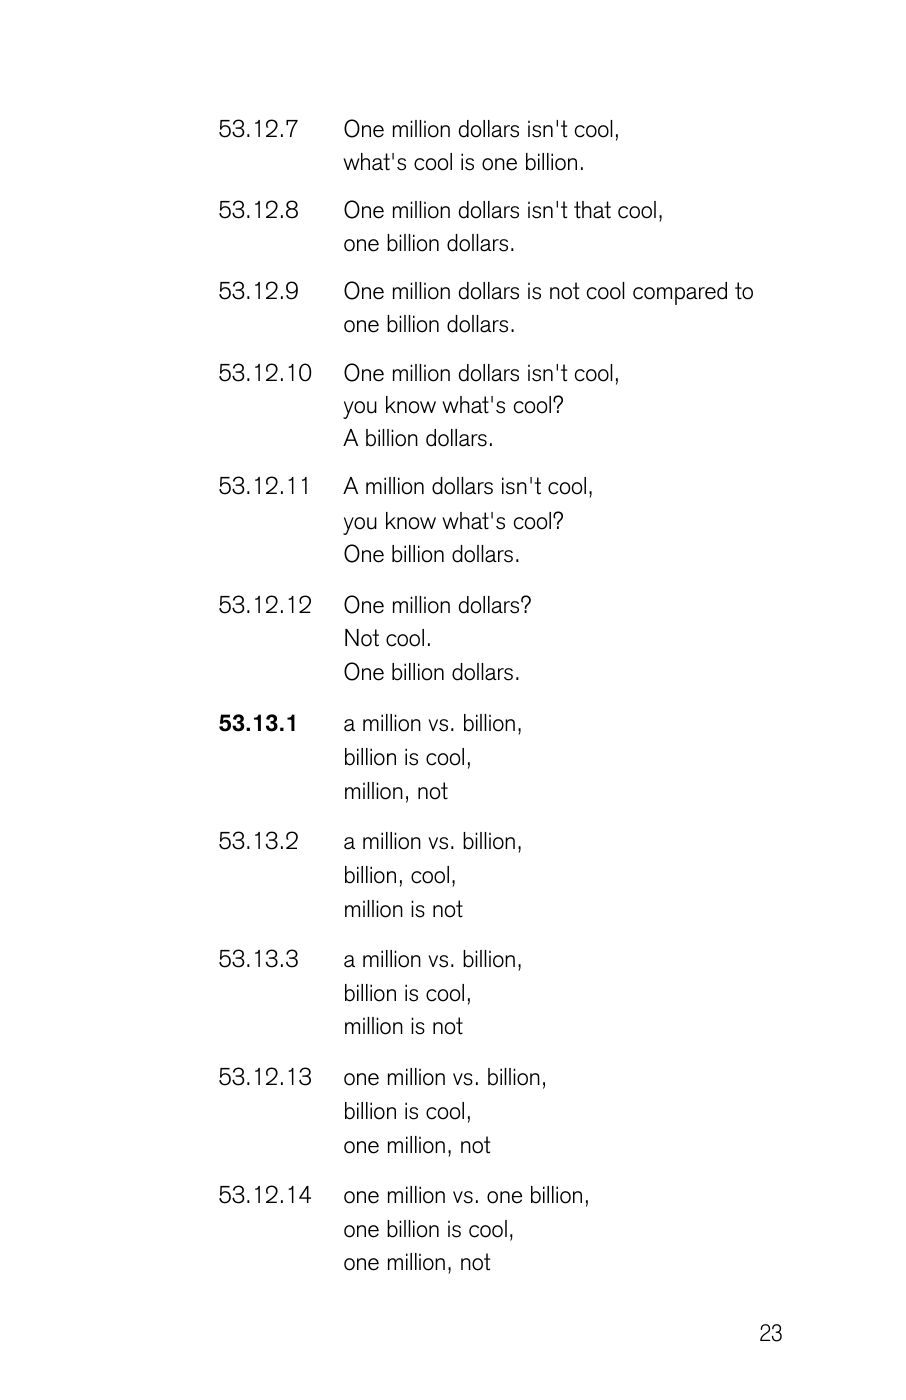 53.12.7 One million dollars isn't cool,
what's cool is one billion.
53.12.8 One million dollars isn't that cool,
one billion dollars.
53.12.9 One million dollars is not cool compared to
one billion dollars.
53.12.10 One million dollars isn't cool,
you know what's cool?
A billion dollars.
53.12.11 A million dollars isn't cool,
you know what's cool?
One billion dollars.
53.12.12 One million dollars?
Not cool.
One billion dollars.
53.13.1 a million vs. billion,
billion is cool,
million, not
53.13.2 a million vs. billion,
billion, cool,
million is not
53.13.3 a million vs. billion,
billion is cool,
million is not
53.12.13 one million vs. billion,
billion is cool,
one million, not
53.12.14 one million vs. one billion,
one billion is cool,
one million, not
23